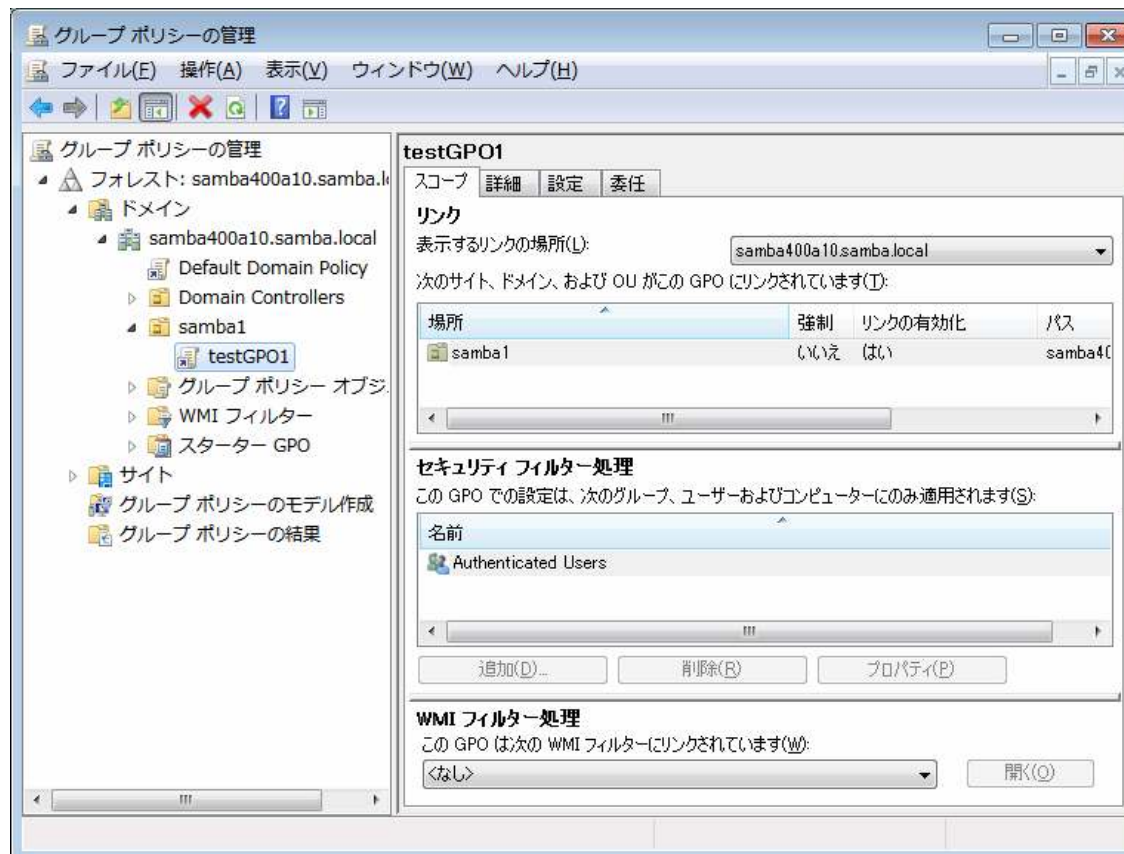 グループ ポリシーの管理
ファイル(F) 操作(A) 表示(V) ウィンドウ(W) ヘルプ(H)
グループ ポリシーの管理
フォレスト: samba400a10.samba.l
ドメイン
samba400a10.samba.local
Default Domain Policy
Domain Controllers
samba1
testGPO1
グループ ポリシー オブジ
WMI フィルター
スターター GPO
サイト
グループ ポリシーのモデル作成
グループ ポリシーの結果
testGPO1
スコープ 詳細 設定 委任
リンク
表示するリンクの場所(L): samba400a10.samba.local
次のサイト、ドメイン、および OU がこの GPO にリンクされています(T):
場所 強制 リンクの有効化 パス
samba1 いいえ はい samba40
セキュリティ フィルター処理
この GPO での設定は、次のグループ、ユーザーおよびコンピューターにのみ適用されます(S):
名前
Authenticated Users
追加(D)... 削除(R) プロパティ(P)
WMI フィルター処理
この GPO は次の WMI フィルターにリンクされています(W):
<なし> 開く(O)